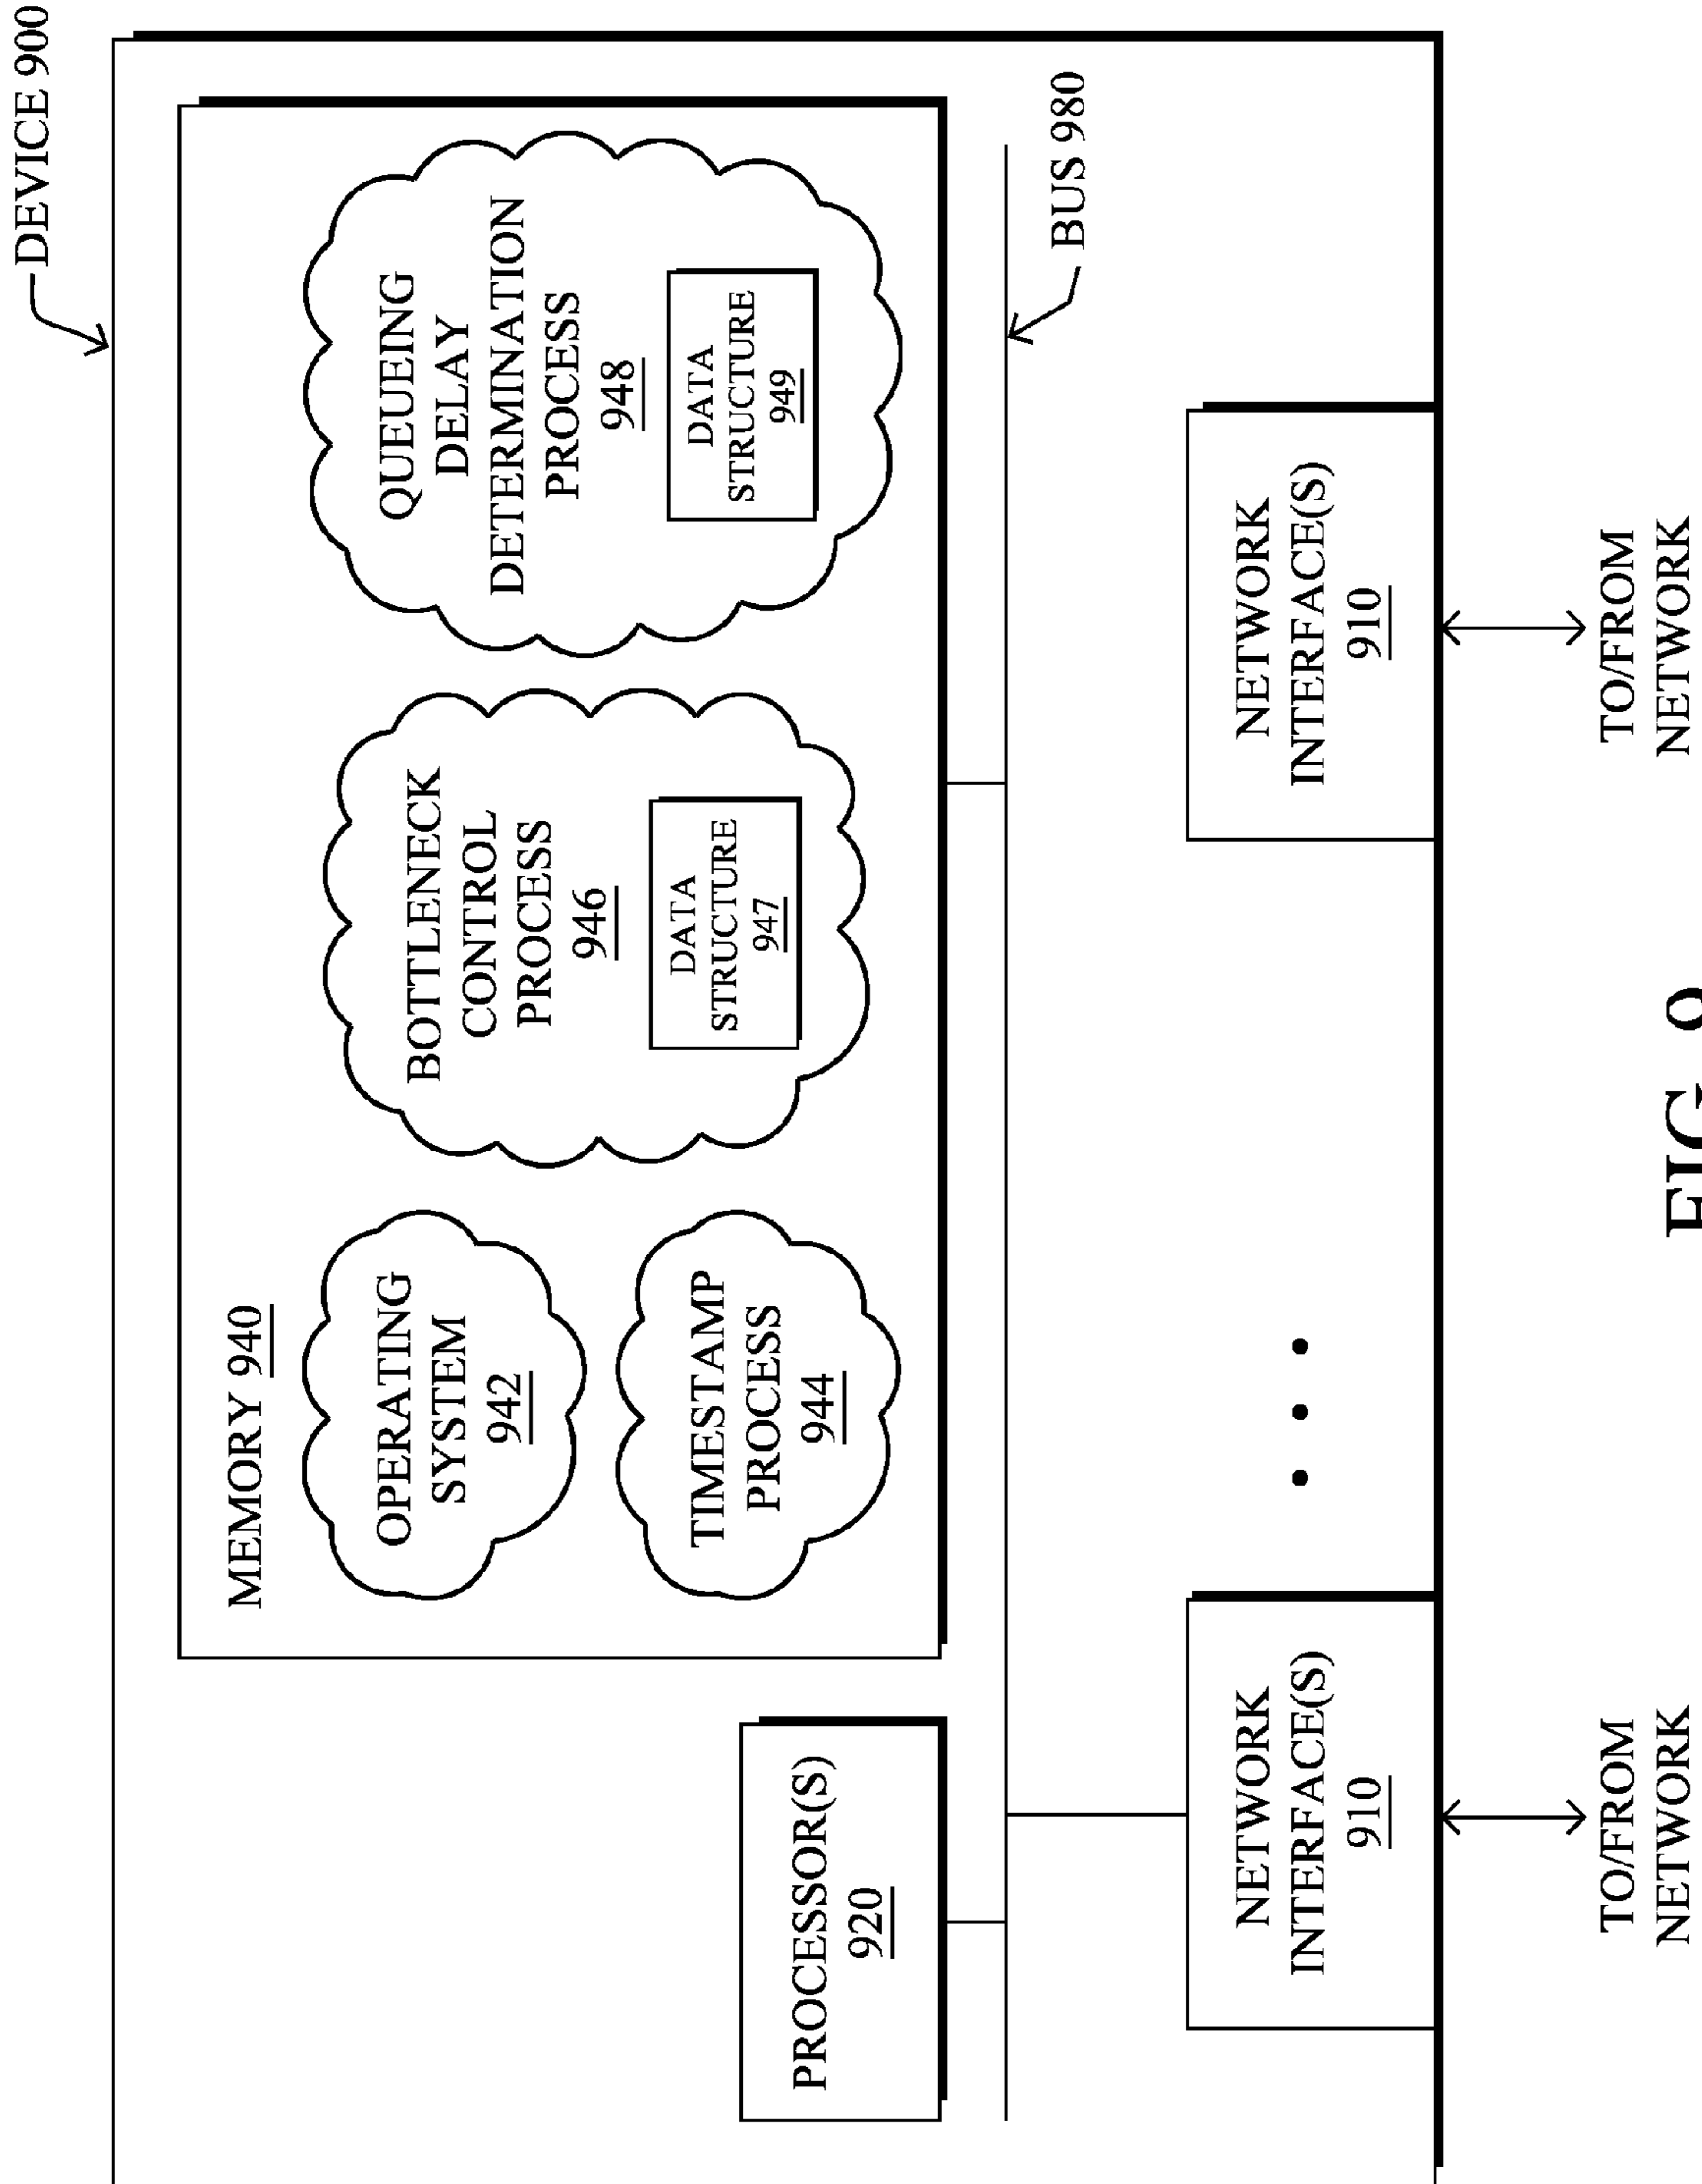 DEVICE 900
MEMORY 940
OPERATING
SYSTEM
942
TIMESTAMP
PROCESS
944
BOTTLENECK
CONTROL
PROCESS
946
DATA
STRUCTURE
947
QUEUEING
DELAY
DETERMINATION
PROCESS
948
DATA
STRUCTURE
949
PROCESSOR(S)
920
BUS 980
NETWORK
INTERFACE(S)
910
NETWORK
INTERFACE(S)
910
TO/FROM
NETWORK
TO/FROM
NETWORK
FIG